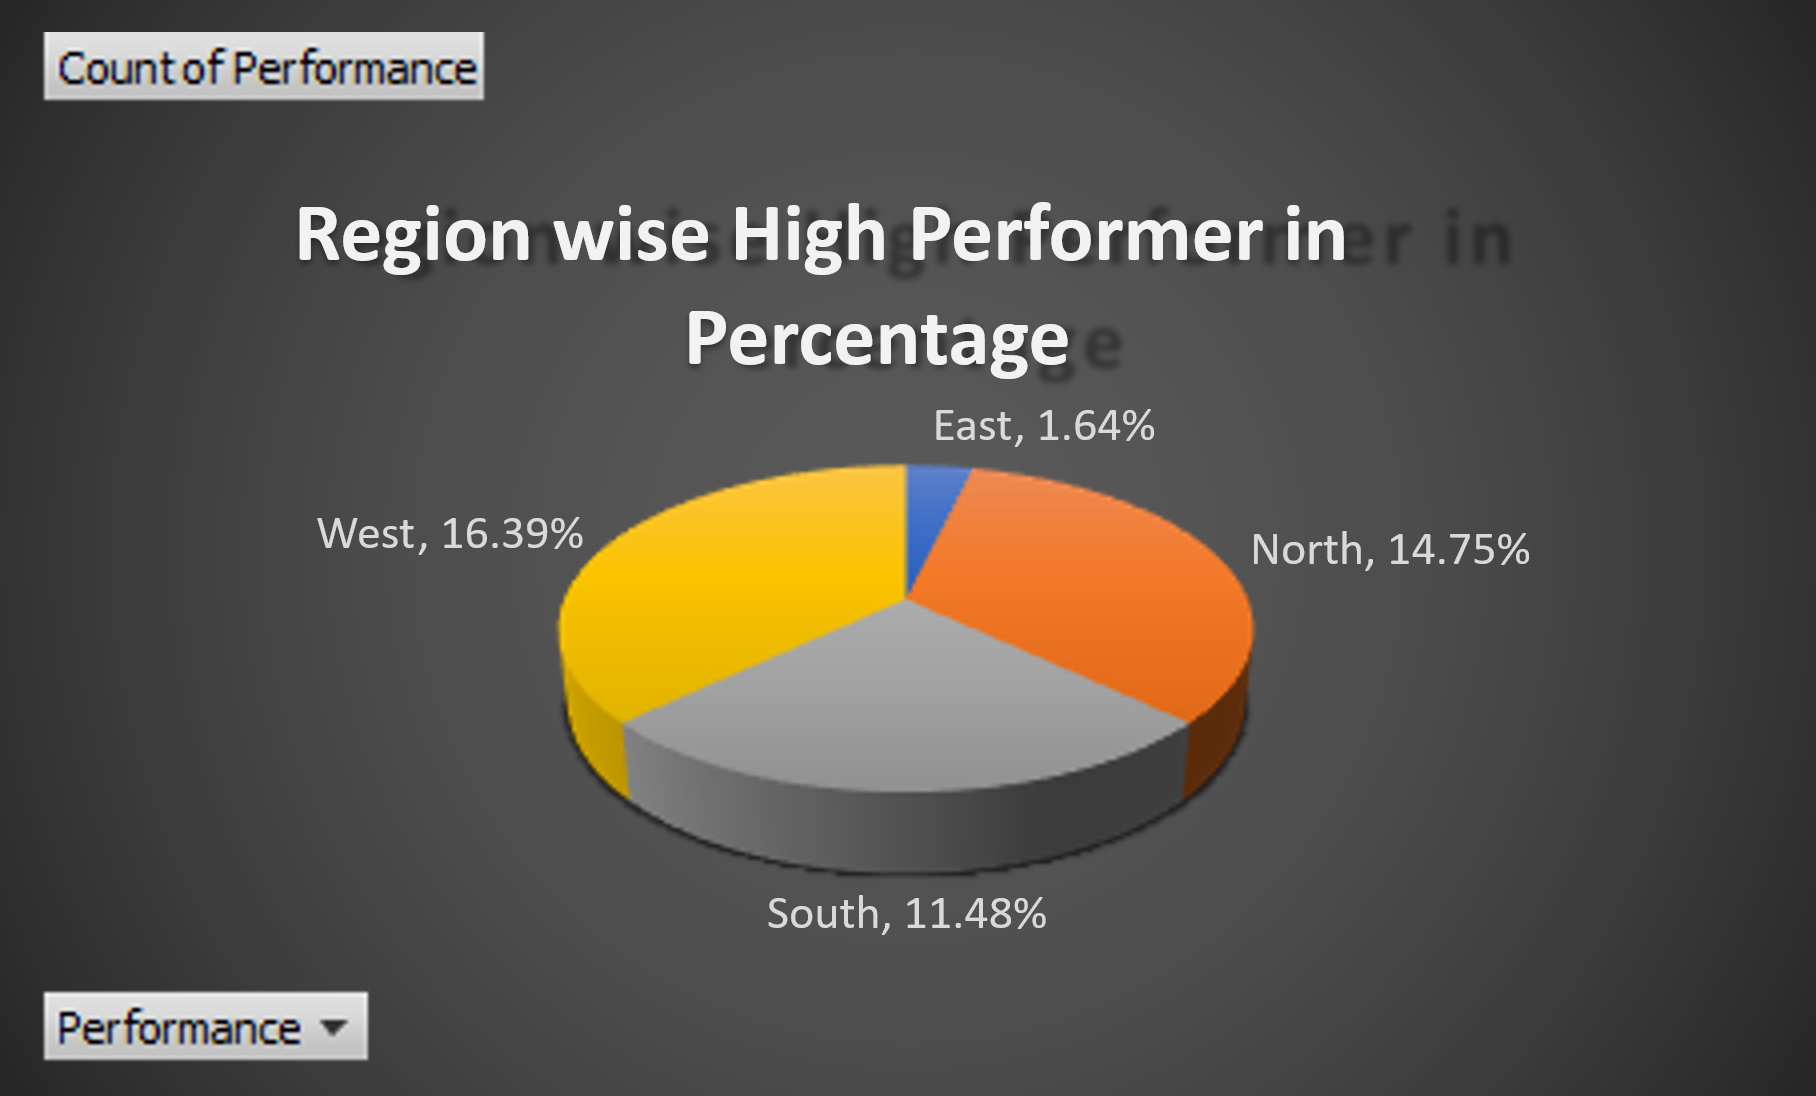 Count of Performance
Region wise High Performer in
Percentage
East, 1.64%
West, 16.39%
North, 14.75%
South, 11.48%
Performance